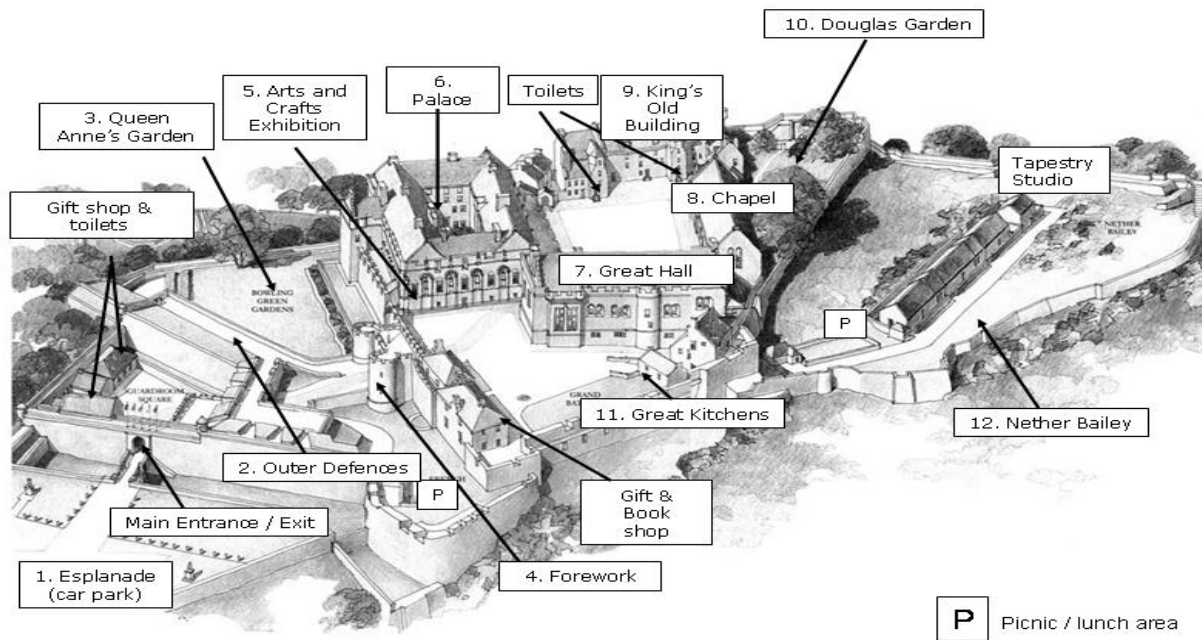 10. Douglas Garden
6.
Palace
Toilets
9. King's
Old
Building
5. Arts and
Crafts
Exhibition
3. Queen
Anne's Garden
Tapestry
Studio
8. Chapel
Gift shop &
toilets
NETHER
BAILEY
7. Great Hall
BOWLING
GREEN
GARDENS
P
GUARDROOM
SQUARE
GRAND
11. Great Kitchens
12. Nether Bailey
2. Outer Defences
P
Gift &
Book
shop
Main Entrance / Exit
1. Esplanade
(car park)
4. Forework
P Picnic / lunch area